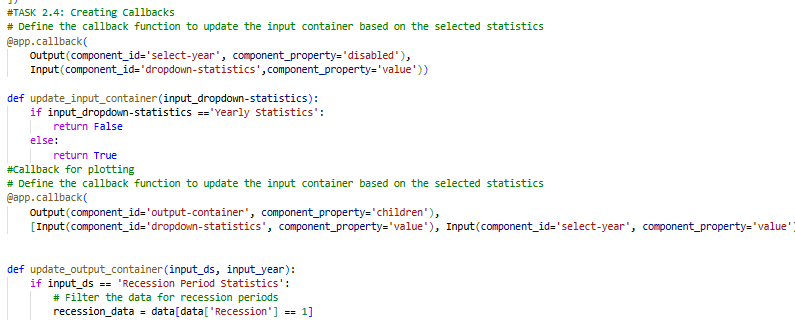 ])
#TASK 2.4: Creating Callbacks
# Define the callback function to update the input container based on the selected statistics
@app.callback(
    Output(component_id='select-year', component_property='disabled'),
    Input(component_id='dropdown-statistics',component_property='value'))

def update_input_container(input_dropdown-statistics):
    if input_dropdown-statistics =='Yearly Statistics':
        return False
    else:
        return True
#Callback for plotting
# Define the callback function to update the input container based on the selected statistics
@app.callback(
    Output(component_id='output-container', component_property='children'),
    [Input(component_id='dropdown-statistics', component_property='value'), Input(component_id='select-year', component_property='value'

def update_output_container(input_ds, input_year):
    if input_ds == 'Recession Period Statistics':
        # Filter the data for recession periods
        recession_data = data[data['Recession'] == 1]